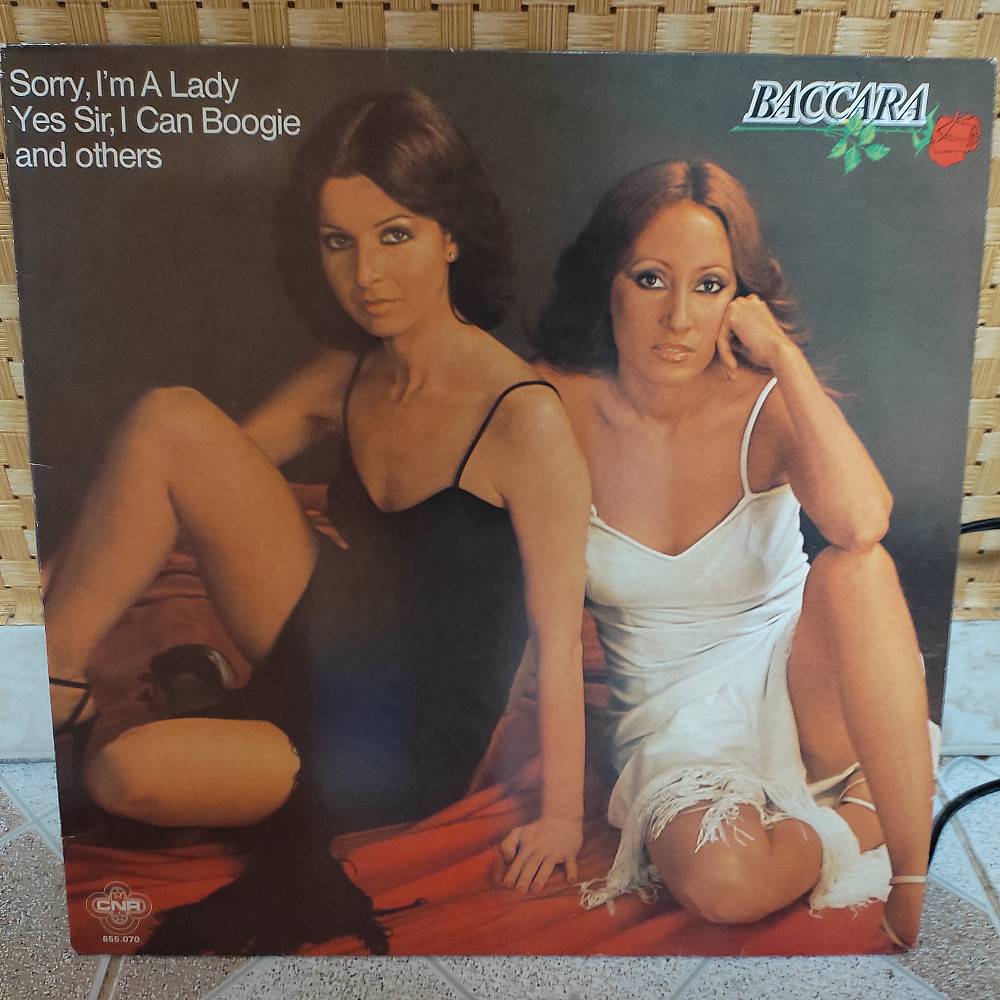 Sorry, I'm A Lady
Yes Sir, I Can Boogie
and others
BACCARA
CNR
655.070